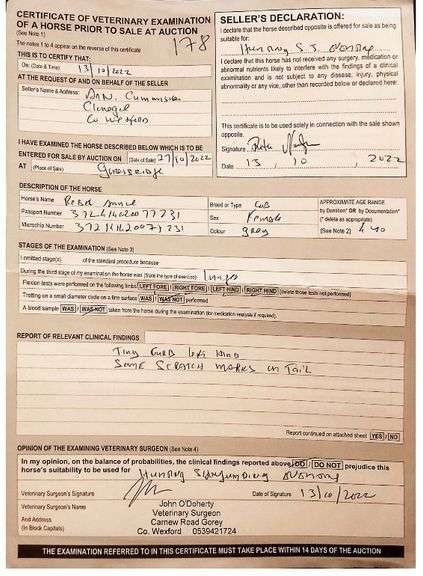 CERTIFICATE OF VETERINARY EXAMINATION
OF A HORSE PRIOR TO SALE AT AUCTION
(See Note 1)
178
The notes 1 to 4 appear on the reverse of this certificate
THIS IS TO CERTIFY THAT:
On: (Date & Time) 13/10/2022
AT THE REQUEST OF AND ON BEHALF OF THE SELLER
Seller's Name & Address: Dan Cummins
Co Wexford
I HAVE EXAMINED THE HORSE DESCRIBED BELOW WHICH IS TO BE
ENTERED FOR SALE BY AUCTION ON (Date of Sale) 27/10/2022
AT (Place of Sale) Goresbridge
SELLER'S DECLARATION:
I declare that the horse described opposite is offered for sale as being
suitable for:
Hunting S.J.
I declare that this horse has not received any surgery, medication or
abnormal nutrients likely to interfere with the findings of a clinical
examination and is not subject to any disease, injury, physical
abnormality or any vice, other than recorded below or declared here:
This certificate is to be used solely in connection with the sale shown
opposite.
Signature
Date 13, 10 2022
DESCRIPTION OF THE HORSE
Horse's Name Rebel Annie
Passport Number
Microchip Number
Breed or Type Cob
Sex Female
Colour grey
APPROXIMATE AGE RANGE
by Dentition* OR by Documentation*
(* delete as appropriate)
(See Note 2) 4 yo
STAGES OF THE EXAMINATION (See Note 3)
I omitted stage(s) of the standard procedure because
During the third stage of my examination the horse was (State the type of exercise) Lunged
Flexion tests were performed on the following limbs LEFT FORE / RIGHT FORE / LEFT HIND / RIGHT HIND (delete those tests not performed)
Trotting on a small diameter circle on a firm surface WAS / WAS NOT performed
A blood sample WAS / WAS NOT taken from the horse during the examination (for medication analysis if required).
REPORT OF RELEVANT CLINICAL FINDINGS
Tiny curb left hind
Some scratch marks on tail
Report continued on attached sheet YES / NO
OPINION OF THE EXAMINING VETERINARY SURGEON (See Note 4)
In my opinion, on the balance of probabilities, the clinical findings reported above DO / DO NOT prejudice this
horse's suitability to be used for Hunting Showjumping Eventing
Veterinary Surgeon's Signature
Date of Signature 13/10/2022
Veterinary Surgeon's Name
And Address
(In Block Capitals)
John O'Doherty
Veterinary Surgeon
Carnew Road Gorey
Co. Wexford 0539421724
THE EXAMINATION REFERRED TO IN THIS CERTIFICATE MUST TAKE PLACE WITHIN 14 DAYS OF THE AUCTION